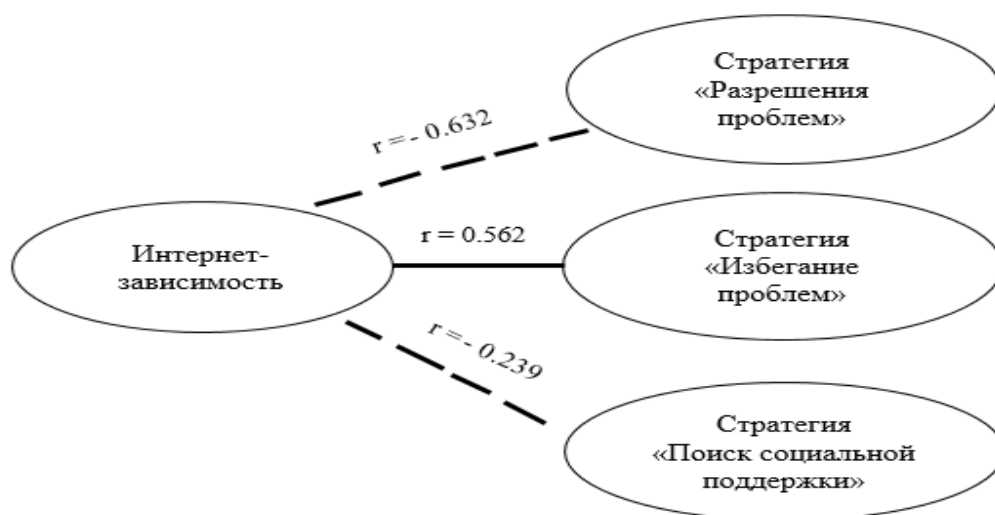 Стратегия
«Разрешения
проблем»
r = - 0.632
Интернет-
зависимость
r = 0.562
Стратегия
«Избегание
проблем»
r = - 0.239
Стратегия
«Поиск социальной
поддержки»